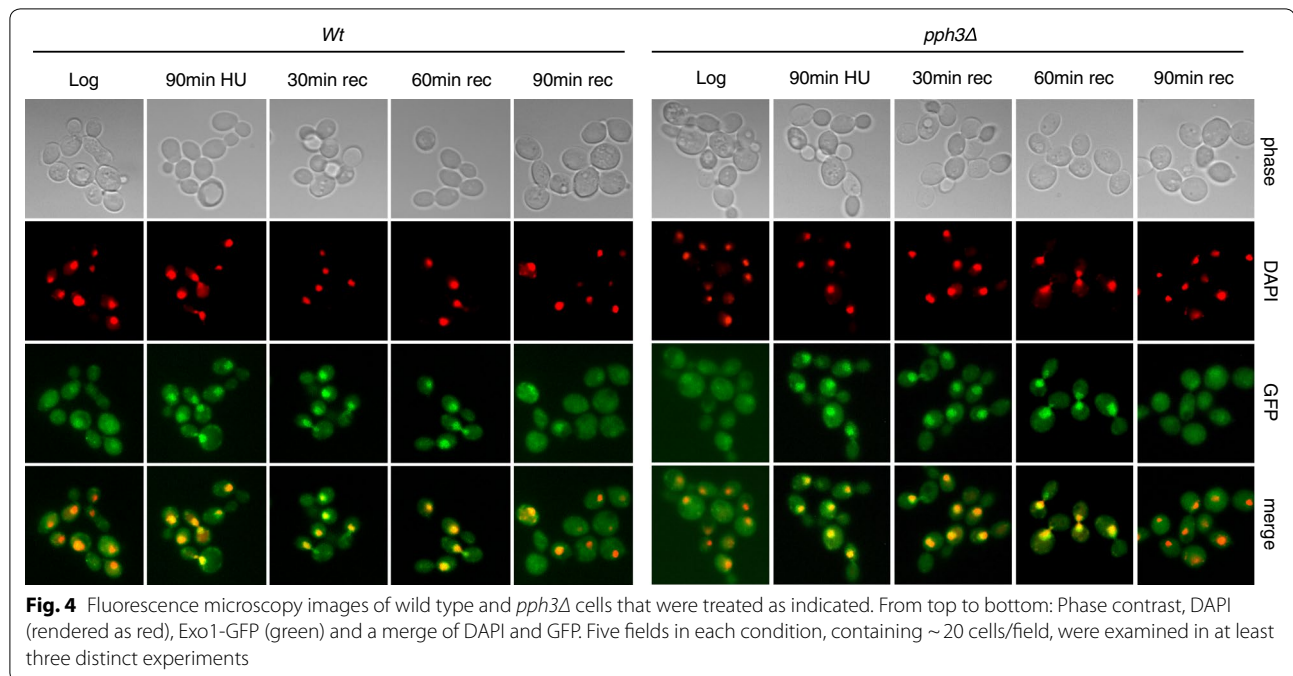 Wt
pph3Δ
Log 90min HU 30min rec 60min rec 90min rec
Log 90min HU 30min rec 60min rec 90min rec
phase
DAPI
GFP
merge
Fig. 4 Fluorescence microscopy images of wild type and pph3Δ cells that were treated as indicated. From top to bottom: Phase contrast, DAPI
(rendered as red), Exo1-GFP (green) and a merge of DAPI and GFP. Five fields in each condition, containing ~ 20 cells/field, were examined in at least
three distinct experiments